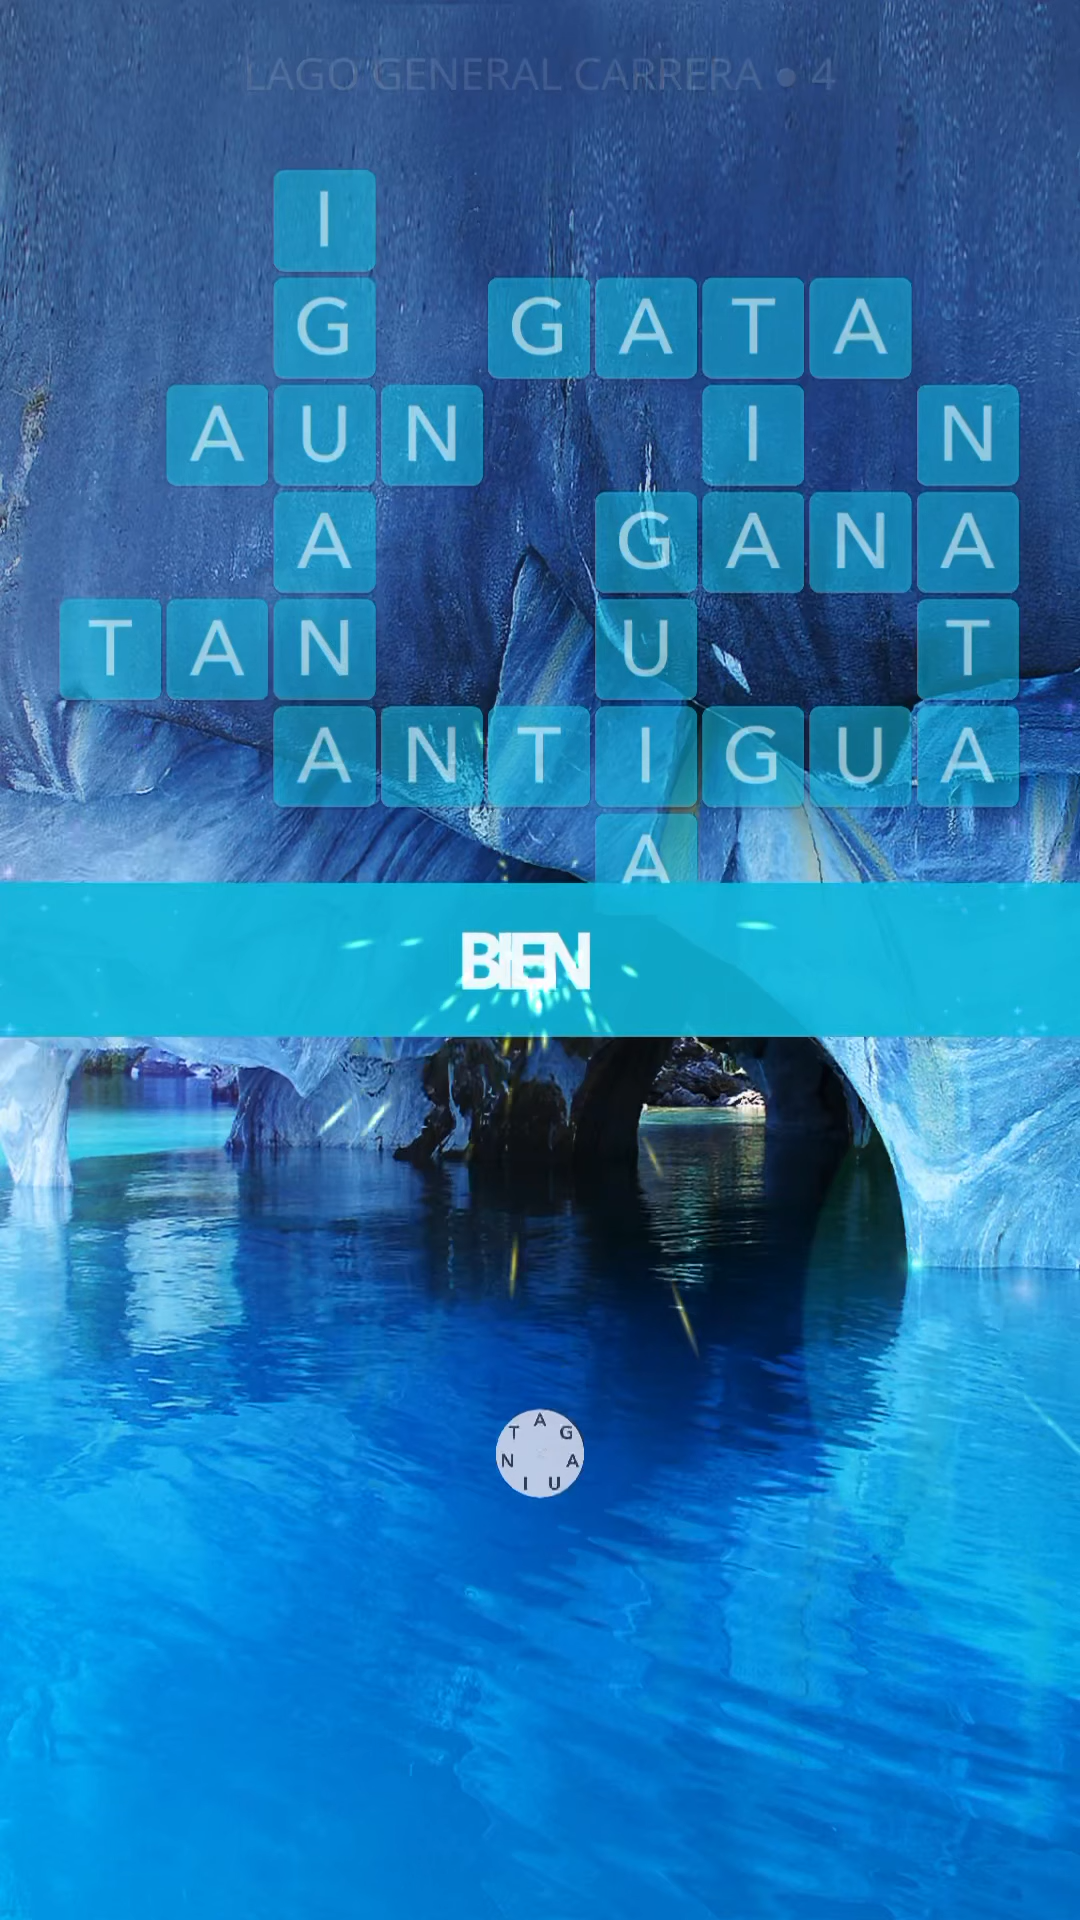 LAGO GENERAL CARRERA • 4
I
G GATA
AUN I N
A GANA
TAN U T
ANTIGUA
A
BIEN
A
T G
N A
I U